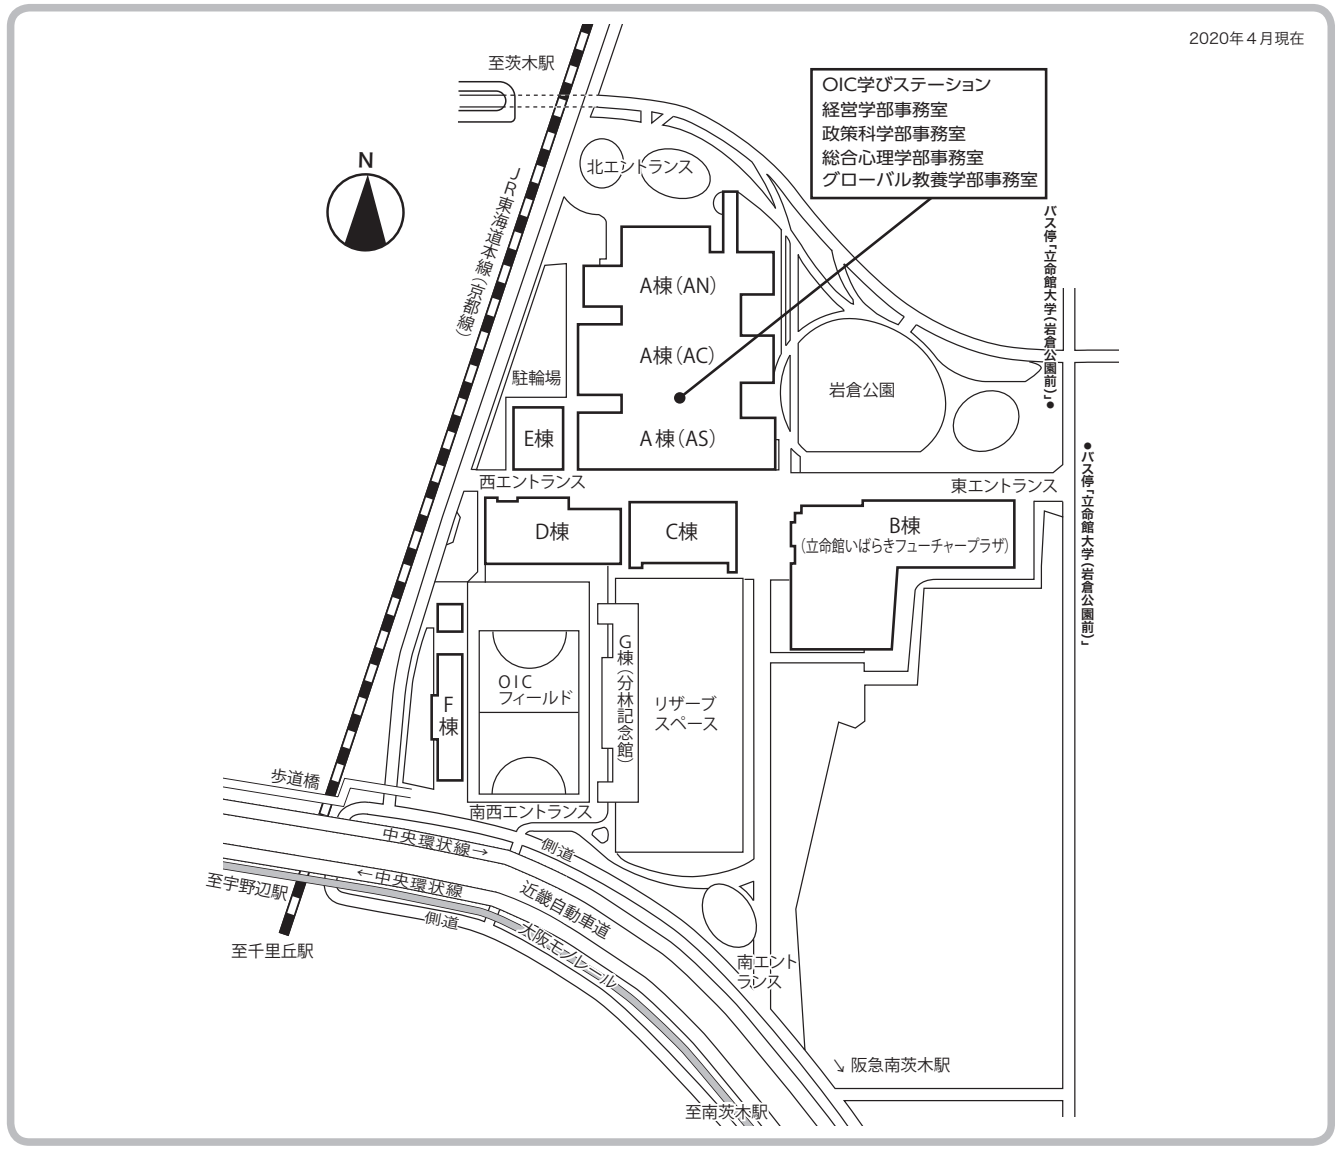 2020年４月現在
至茨木駅
OIC学びステーション
経営学部事務室
政策科学部事務室
総合心理学部事務室
グローバル教養学部事務室
N
北エントランス
JR東海道本線（京都線）
バス停「立命館大学（岩倉公園前）」●
A棟（AN）
A棟（AC）
駐輪場
岩倉公園
E棟
A棟（AS）
●バス停「立命館大学（岩倉公園前）」
西エントランス
東エントランス
D棟
C棟
B棟
（立命館いばらきフューチャープラザ）
G棟（分林記念館）
OIC
フィールド
F棟
リザーブ
スペース
歩道橋
南西エントランス
中央環状線→
側道
←中央環状線
至宇野辺駅
近畿自動車道
側道
大阪モノレール
至千里丘駅
南エント
ランス
↘ 阪急南茨木駅
至南茨木駅